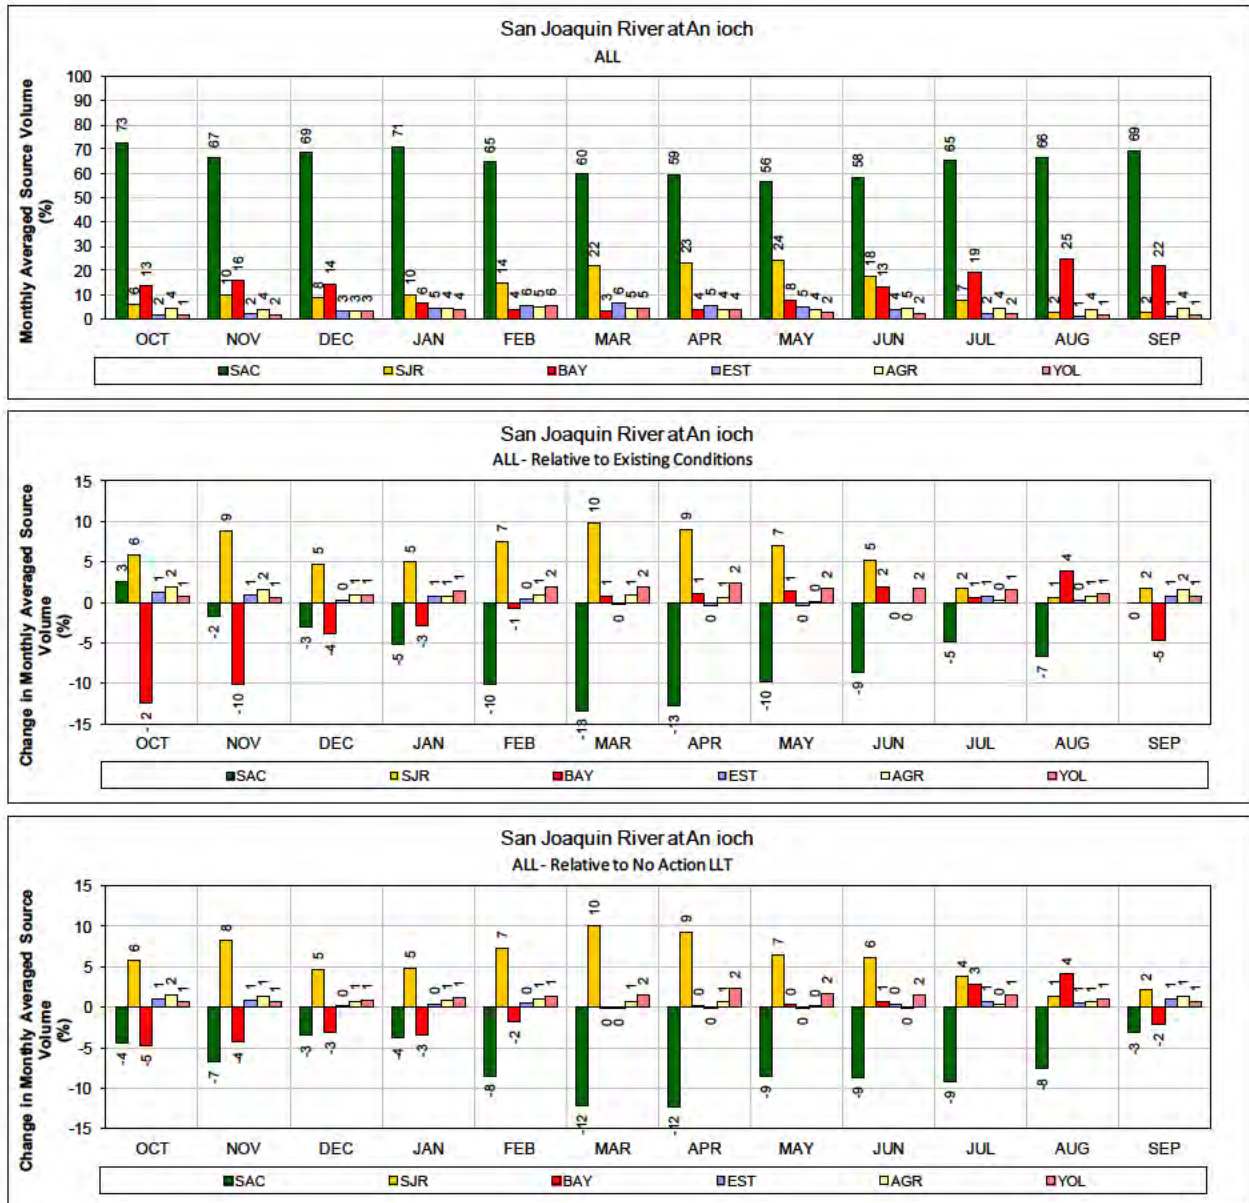 San Joaquin River at An ioch
ALL
Monthly Averaged Source Volume
(%)
100
90
80
70
60
50
40
30
20
10
0
73 6 13 2 4 1
67 10 16 2 4 2
69 8 14 3 3 3
71 10 6 5 4 4
65 14 4 6 5 6
60 22 3 6 5 5
59 23 4 5 4 4
56 24 8 5 4 2
58 18 13 4 5 2
65 7 19 2 4 2
66 2 25 1 4 1
69 2 22 1 4 1
OCT NOV DEC JAN FEB MAR APR MAY JUN JUL AUG SEP
SAC SJR BAY EST AGR YOL
San Joaquin River at An ioch
ALL - Relative to Existing Conditions
Change in Monthly Averaged Source
Volume
(%)
15
10
5
0
-5
-10
-15
3 6 - 2 1 2 1
-2 9 -10 1 2 1
-3 5 -4 0 1 1
-5 5 -3 1 1 1
-10 7 -1 0 1 2
-13 10 1 -0 1 2
-13 9 1 0 1 2
-10 7 1 -0 0 2
-9 5 2 0 -0 2
-5 2 1 1 0 1
-7 1 4 0 1 1
0 2 -5 1 2 1
OCT NOV DEC JAN FEB MAR APR MAY JUN JUL AUG SEP
SAC SJR BAY EST AGR YOL
San Joaquin River at An ioch
ALL - Relative to No Action LLT
Change in Monthly Averaged Source
Volume
(%)
15
10
5
0
-5
-10
-15
-4 6 -5 1 2 1
-7 8 -4 1 1 1
-3 5 -3 0 1 1
-4 5 -3 0 1 1
-8 7 -2 0 1 1
-12 10 0 -0 1 2
-12 9 0 -0 1 2
-9 7 0 -0 0 2
-9 6 1 0 -0 2
-9 4 3 1 0 1
-8 1 4 1 1 1
-3 2 -2 1 1 1
OCT NOV DEC JAN FEB MAR APR MAY JUN JUL AUG SEP
SAC SJR BAY EST AGR YOL